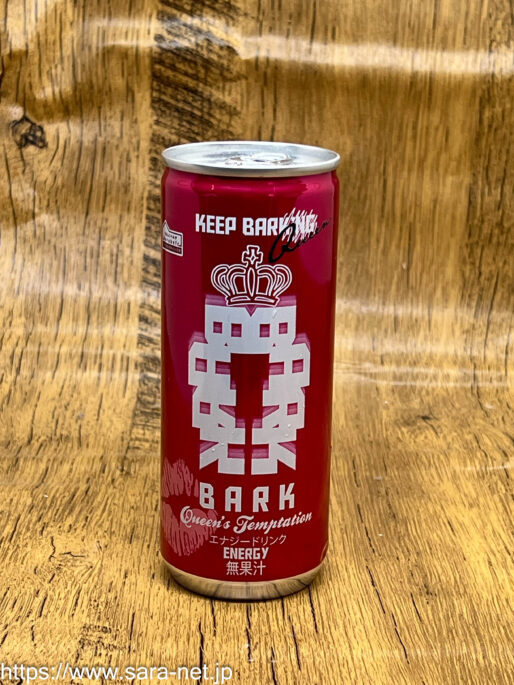 KEEP BARKING
Queen
BARK
Queen's Temptation
エナジードリンク
ENERGY
無果汁
https://www.sara-net.jp